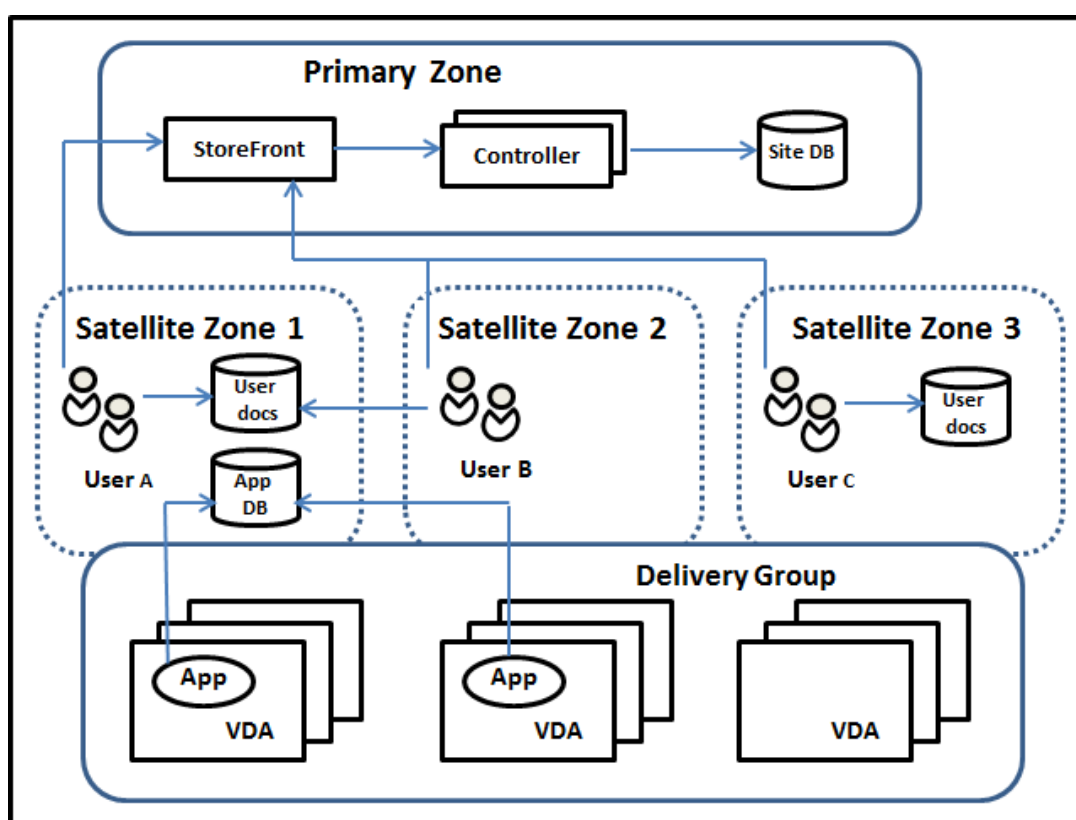 Primary Zone
StoreFront
Controller
Site DB
Satellite Zone 1
Satellite Zone 2
Satellite Zone 3
User
docs
User
docs
User A
User B
User C
App
DB
Delivery Group
App
VDA
App
VDA
VDA